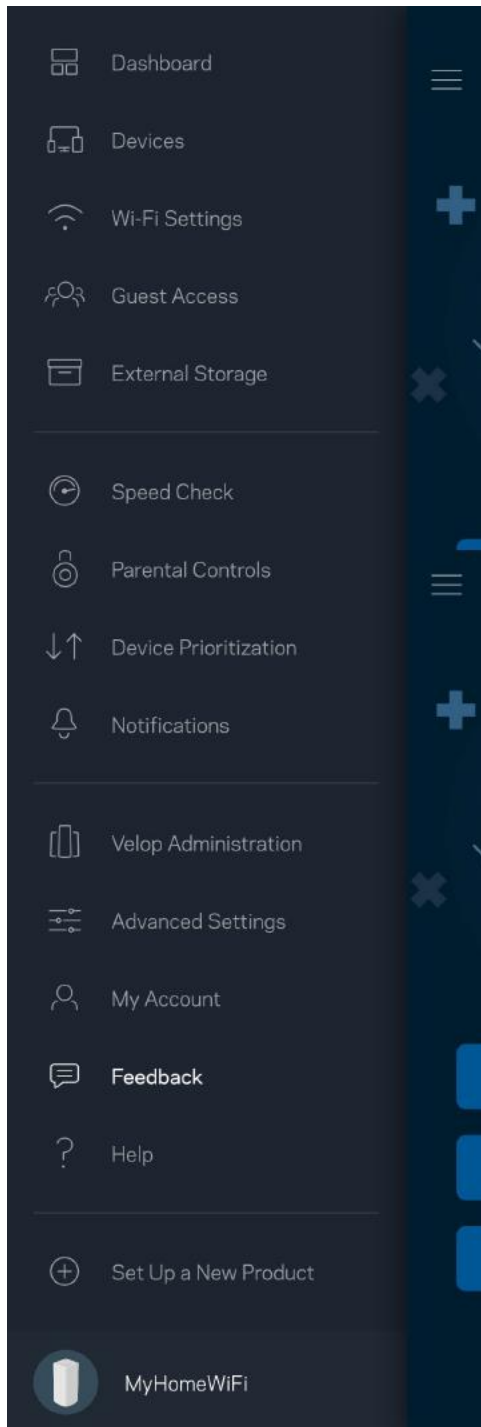 Dashboard
Devices
Wi-Fi Settings
Guest Access
External Storage
Speed Check
Parental Controls
Device Prioritization
Notifications
Velop Administration
Advanced Settings
My Account
Feedback
Help
Set Up a New Product
MyHomeWiFi